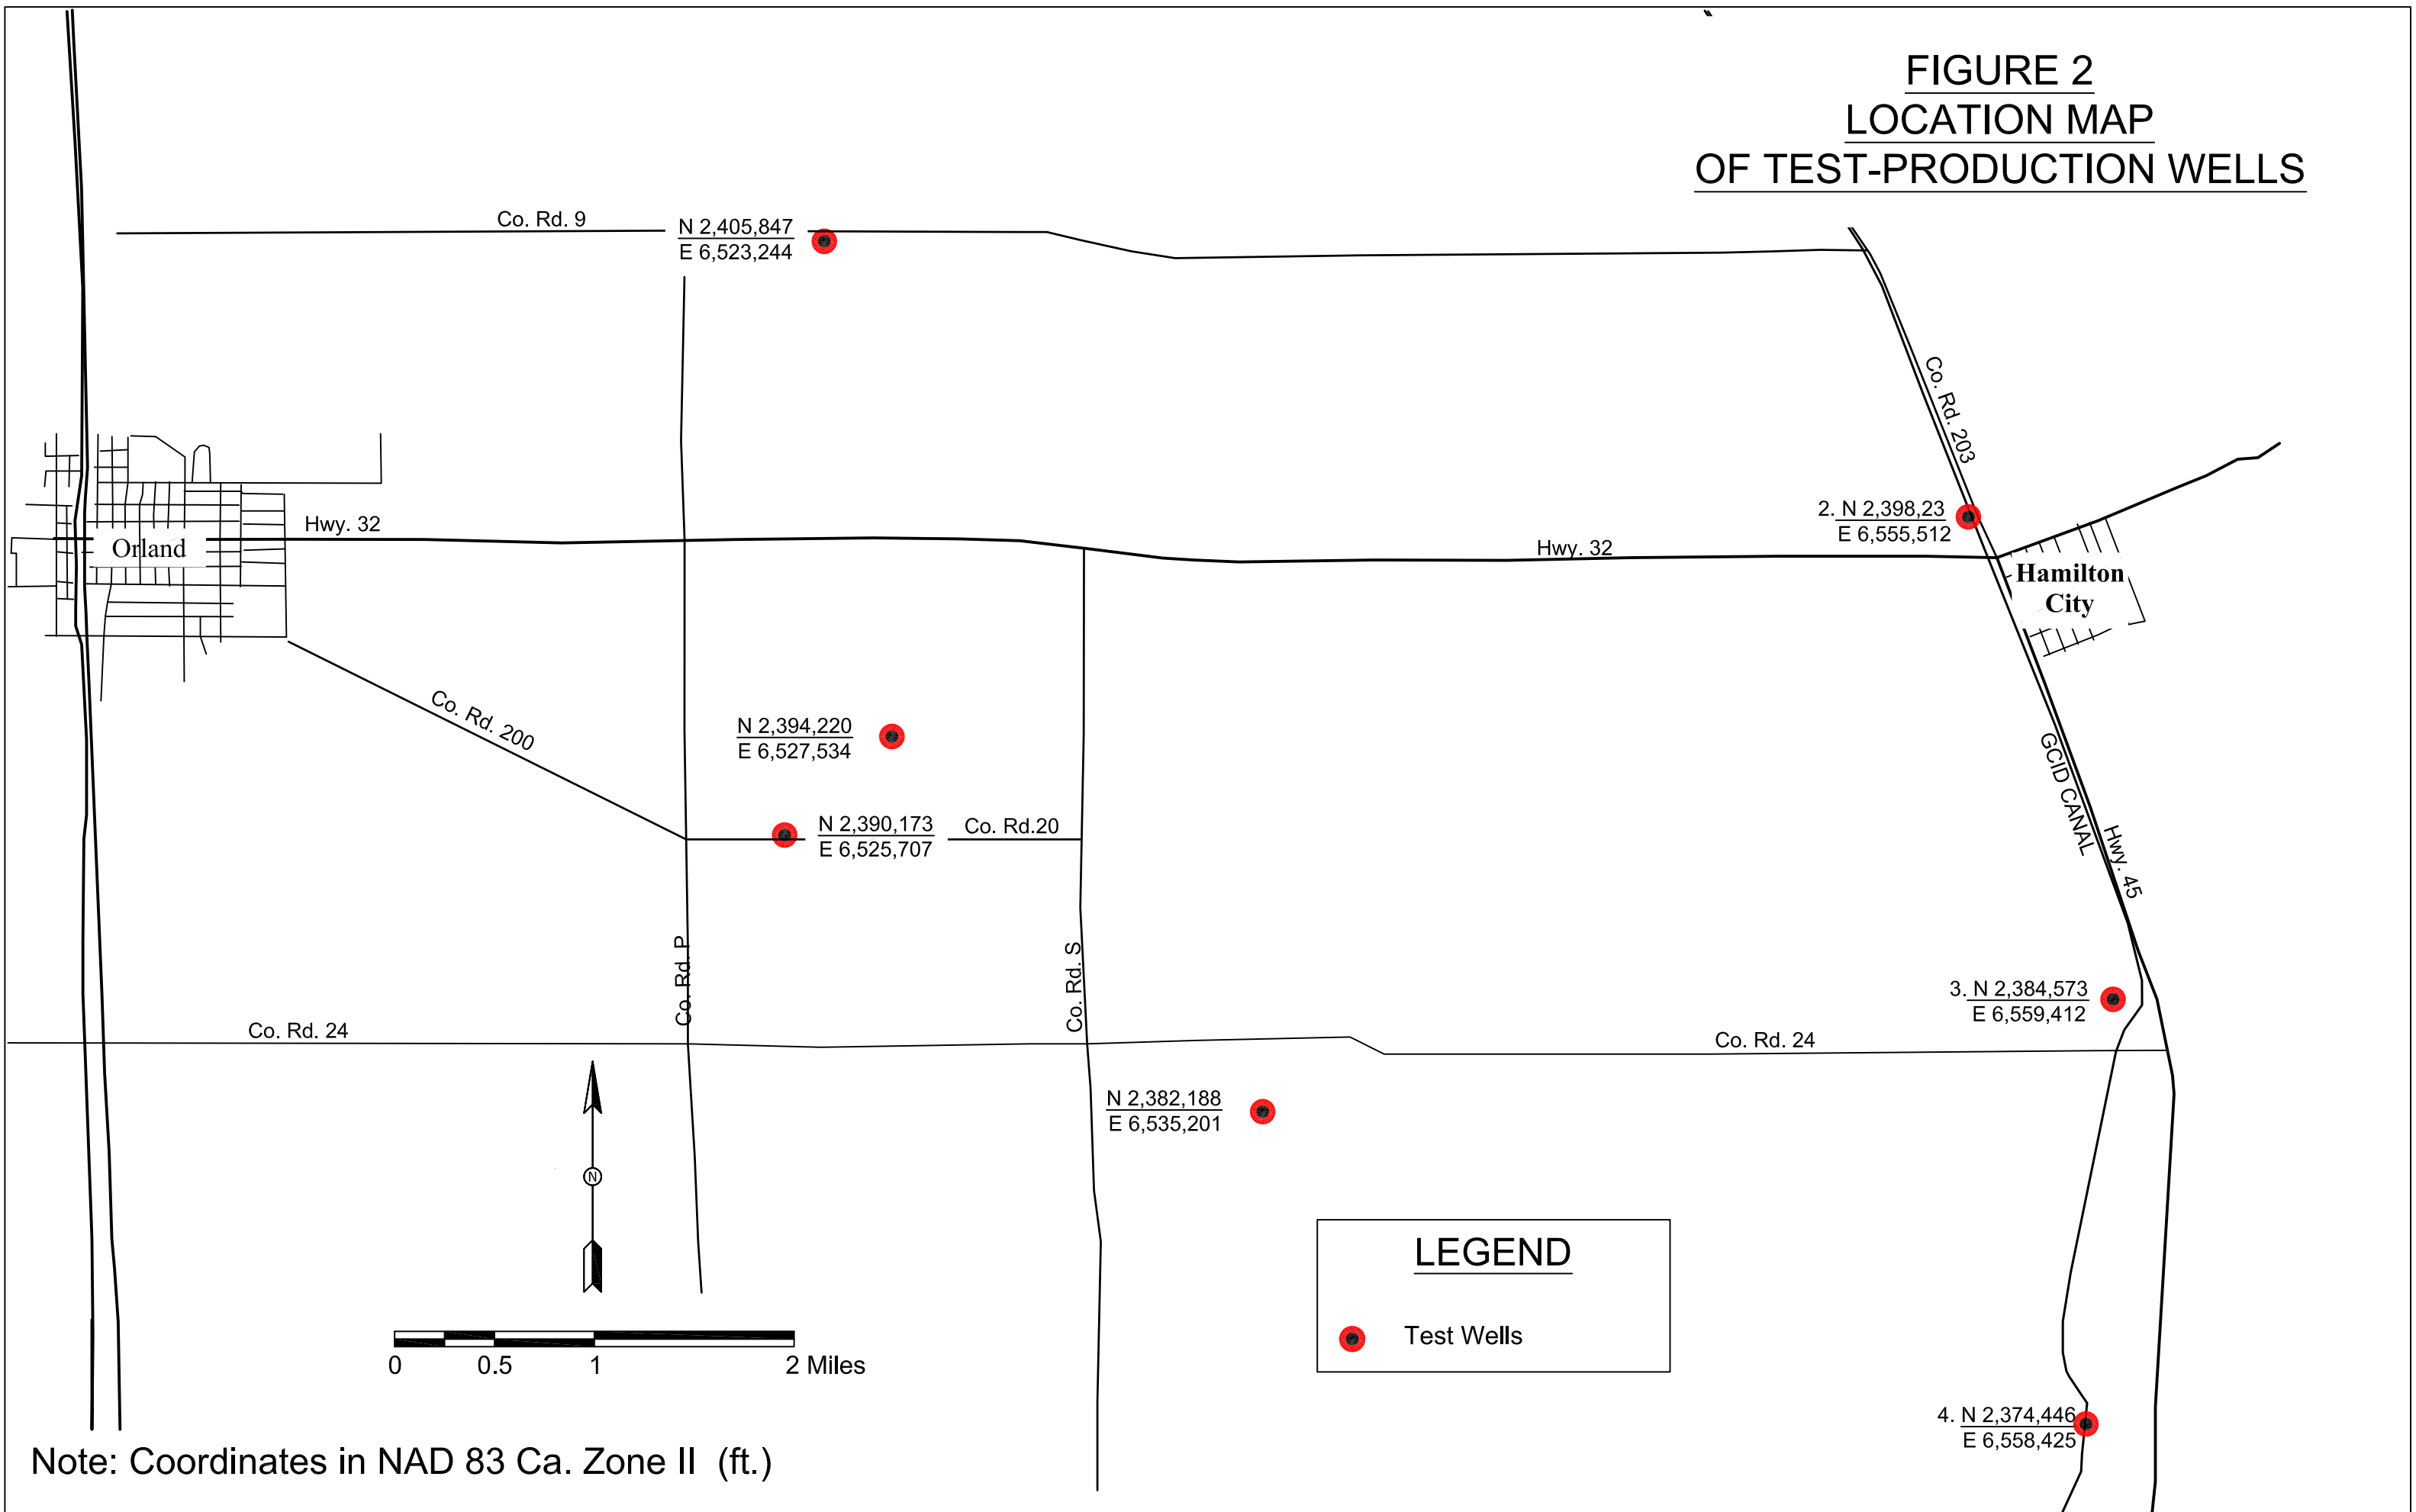 FIGURE 2
LOCATION MAP
OF TEST-PRODUCTION WELLS
Co. Rd. 9
N 2,405,847
E 6,523,244
Co. Rd. 203
2. N 2,398,23
E 6,555,512
Hwy. 32
Orland
Hwy. 32
Hamilton
City
Co. Rd. 200
N 2,394,220
E 6,527,534
GCID CANAL
N 2,390,173
E 6,525,707
Co. Rd.20
Hwy. 45
Co. Rd. P
Co. Rd. S
3. N 2,384,573
E 6,559,412
Co. Rd. 24
Co. Rd. 24
N 2,382,188
E 6,535,201
N
LEGEND
Test Wells
0 0.5 1 2 Miles
4. N 2,374,446
E 6,558,425
Note: Coordinates in NAD 83 Ca. Zone II (ft.)